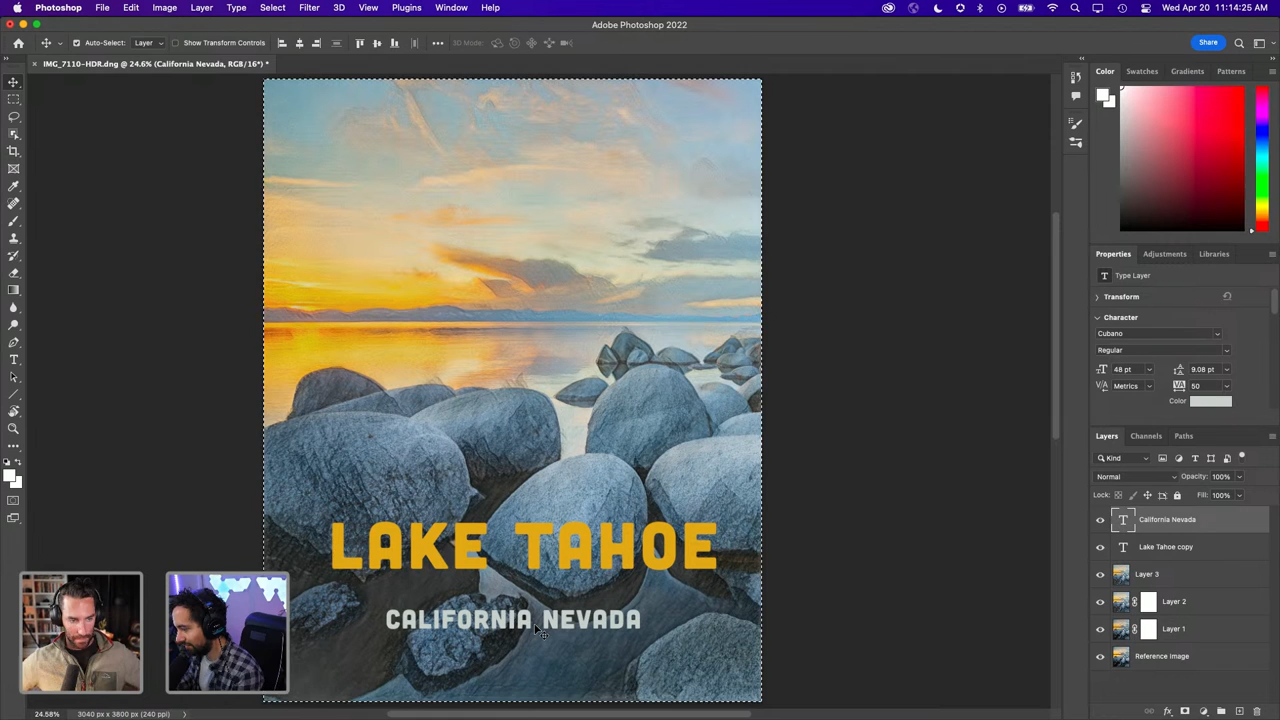 Photoshop File Edit Image Layer Type Select Filter 3D View Plugins Window Help Wed Apr 20 11:14:25 AM
Adobe Photoshop 2022
Auto-Select: Layer Show Transform Controls 3D Mode: Share
IMG_7110-HDR.dng @ 24.6% (California Nevada, RGB/16*) *
Color Swatches Gradients Patterns
Properties Adjustments Libraries
T Type Layer
Transform
Character
Cubano
Regular
48 pt 9.08 pt
Metrics 50
Color
Layers Channels Paths
Kind
Normal Opacity: 100%
Lock: Fill: 100%
California Nevada
Lake Tahoe copy
Layer 3
Layer 2
Layer 1
Reference image
LAKE TAHOE
CALIFORNIA NEVADA
24.58% 3040 px x 3800 px (240 ppi)